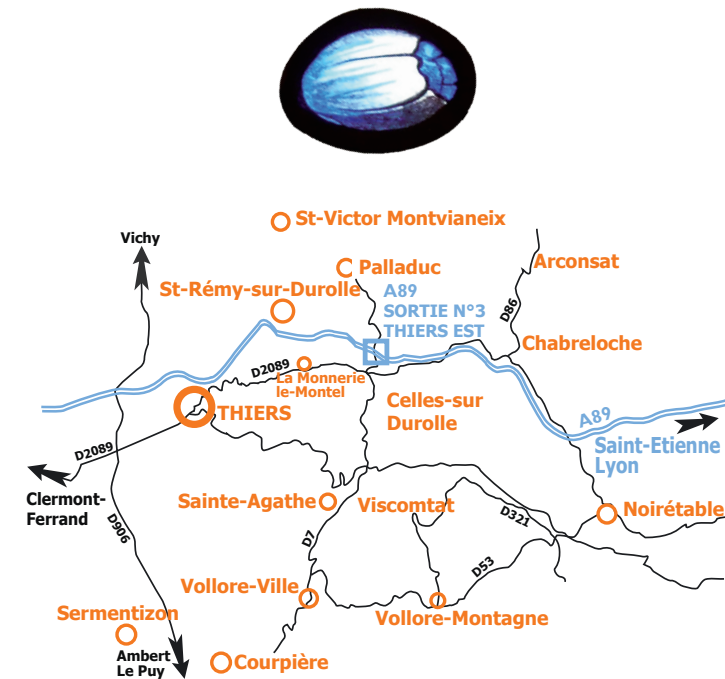 St-Victor Montvianeix
Vichy
Palladuc
Arconsat
St-Rémy-sur-Durolle
A89
SORTIE N°3
THIERS EST
D86
Chabreloche
D2089
La Monnerie
le-Montel
THIERS
Celles-sur
Durolle
A89
D2089
Saint-Etienne
Lyon
Clermont-
Ferrand
Sainte-Agathe
Viscomtat
Noirétable
D906
D7
D321
D53
Vollore-Ville
Vollore-Montagne
Sermentizon
Ambert
Le Puy
Courpière